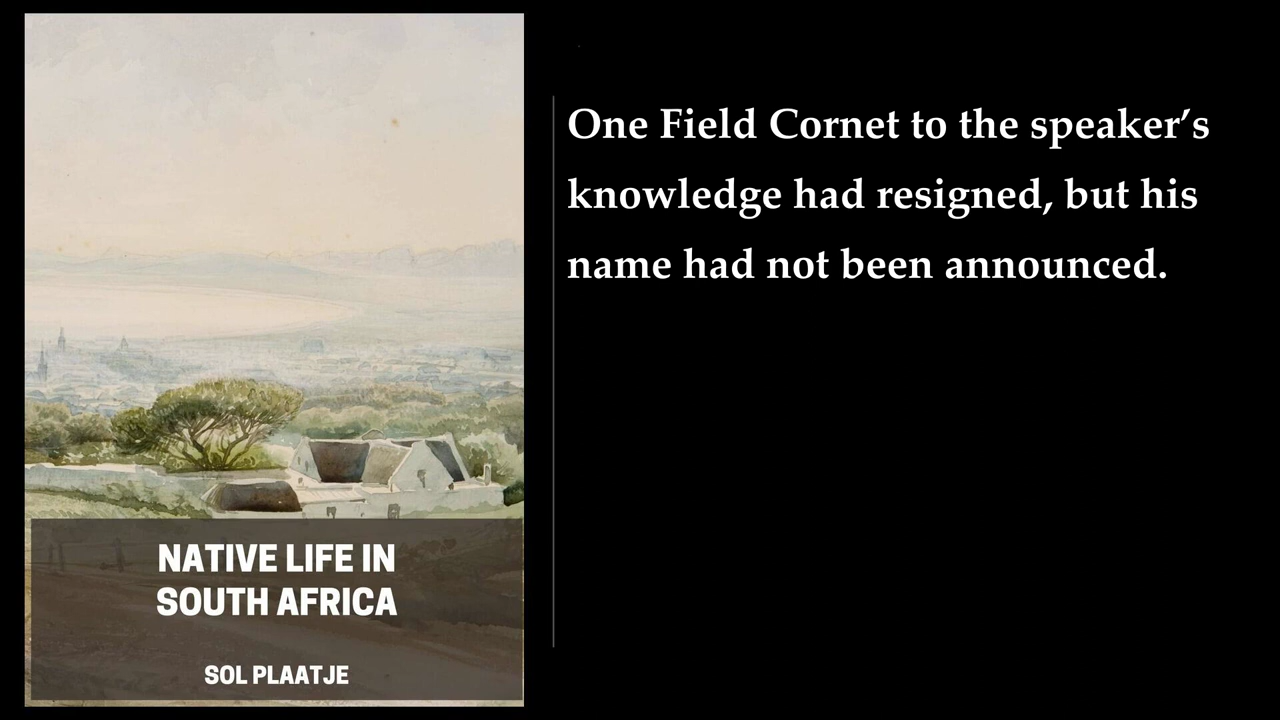 One Field Cornet to the speaker’s
knowledge had resigned, but his
name had not been announced.
NATIVE LIFE IN
SOUTH AFRICA
SOL PLAATJE